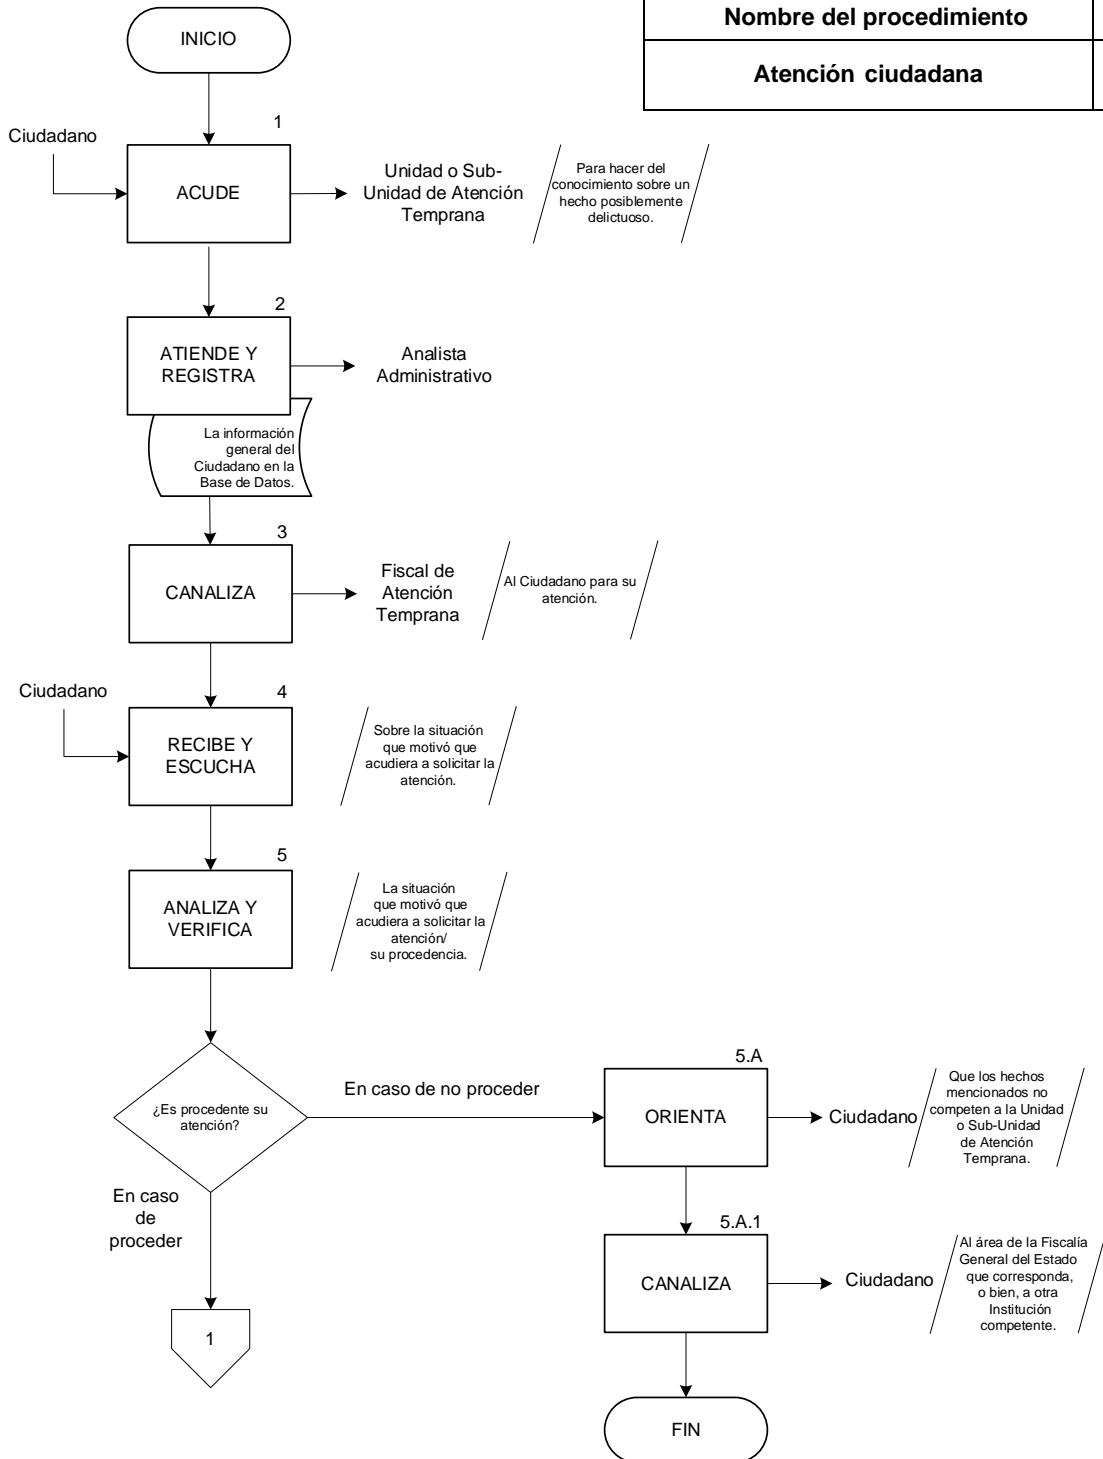 Nombre del procedimiento
Atención ciudadana
INICIO
1
Ciudadano
ACUDE
Unidad o Sub-
Unidad de Atención
Temprana
Para hacer del
conocimiento sobre un
hecho posiblemente
delictuoso.
2
ATIENDE Y
REGISTRA
Analista
Administrativo
La información
general del
Ciudadano en la
Base de Datos.
3
CANALIZA
Fiscal de
Atención
Temprana
Al Ciudadano para su
atención.
Ciudadano
4
RECIBE Y
ESCUCHA
Sobre la situación
que motivó que
acudiera a solicitar la
atención.
5
ANALIZA Y
VERIFICA
La situación
que motivó que
acudiera a solicitar la
atención/
su procedencia.
¿Es procedente su
atención?
En caso de no proceder
5.A
ORIENTA
Ciudadano
Que los hechos
mencionados no
competen a la Unidad
o Sub-Unidad
de Atención
Temprana.
En caso
de
proceder
1
5.A.1
CANALIZA
Ciudadano
Al área de la Fiscalía
General del Estado
que corresponda,
o bien, a otra
Institución
competente.
FIN